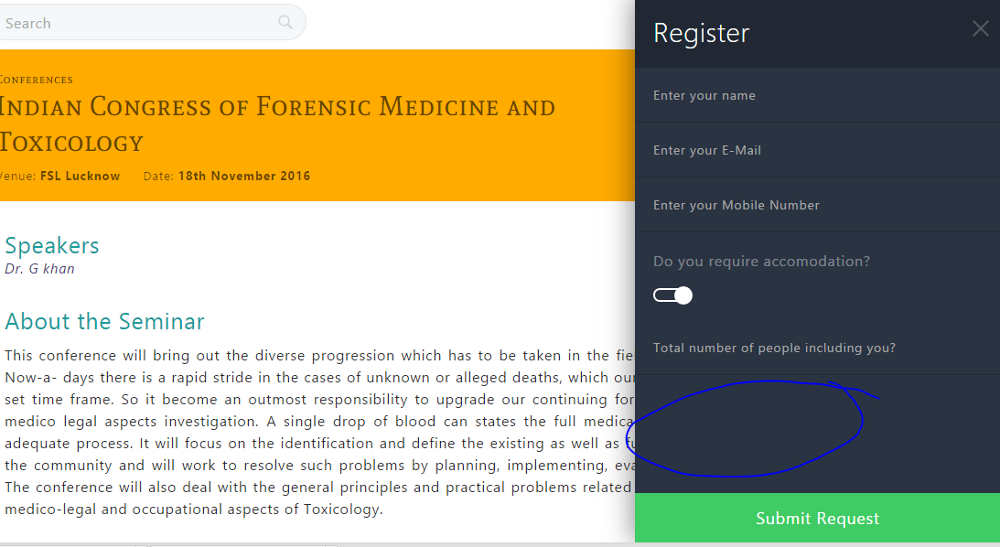 Search
Conferences
Indian Congress of Forensic Medicine and
Toxicology
Venue: FSL Lucknow Date: 18th November 2016
Speakers
Dr. G khan
About the Seminar
This conference will bring out the diverse progression which has to be taken in the fie
Now-a- days there is a rapid stride in the cases of unknown or alleged deaths, which our
set time frame. So it become an outmost responsibility to upgrade our continuing for
medico legal aspects investigation. A single drop of blood can states the full medica
adequate process. It will focus on the identification and define the existing as well as fu
the community and will work to resolve such problems by planning, implementing, eva
The conference will also deal with the general principles and practical problems related
medico-legal and occupational aspects of Toxicology.
Register
Enter your name
Enter your E-Mail
Enter your Mobile Number
Do you require accomodation?
Total number of people including you?
Submit Request